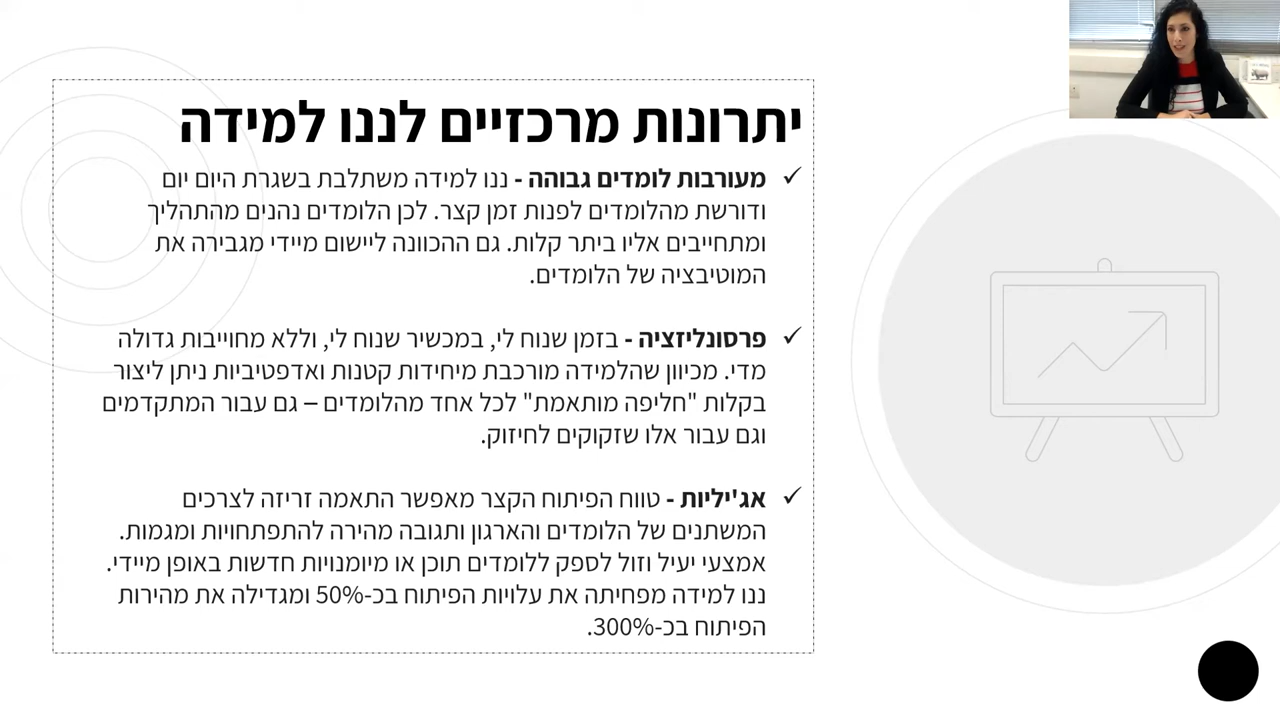 יתרונות מרכזיים לננו למידה
✓ מעורבות לומדים גבוהה - ננו למידה משתלבת בשגרת היום יום
ודורשת מהלומדים לפנות זמן קצר. לכן הלומדים נהנים מהתהליך
ומתחייבים אליו ביתר קלות. גם ההכוונה ליישום מיידי מגבירה את
המוטיבציה של הלומדים.
✓ פרסונליזציה - בזמן שנוח לי, במכשיר שנוח לי, וללא מחוייבות גדולה
מדי. מכיוון שהלמידה מורכבת מיחידות קטנות ואדפטיביות ניתן ליצור
בקלות "חליפה מותאמת" לכל אחד מהלומדים – גם עבור המתקדמים
וגם עבור אלו שזקוקים לחיזוק.
✓ אג'יליות - טווח הפיתוח הקצר מאפשר התאמה זריזה לצרכים
המשתנים של הלומדים והארגון ותגובה מהירה להתפתחויות ומגמות.
אמצעי יעיל וזול לספק ללומדים תוכן או מיומנויות חדשות באופן מיידי.
ננו למידה מפחיתה את עלויות הפיתוח בכ-50% ומגדילה את מהירות
הפיתוח בכ-300%.